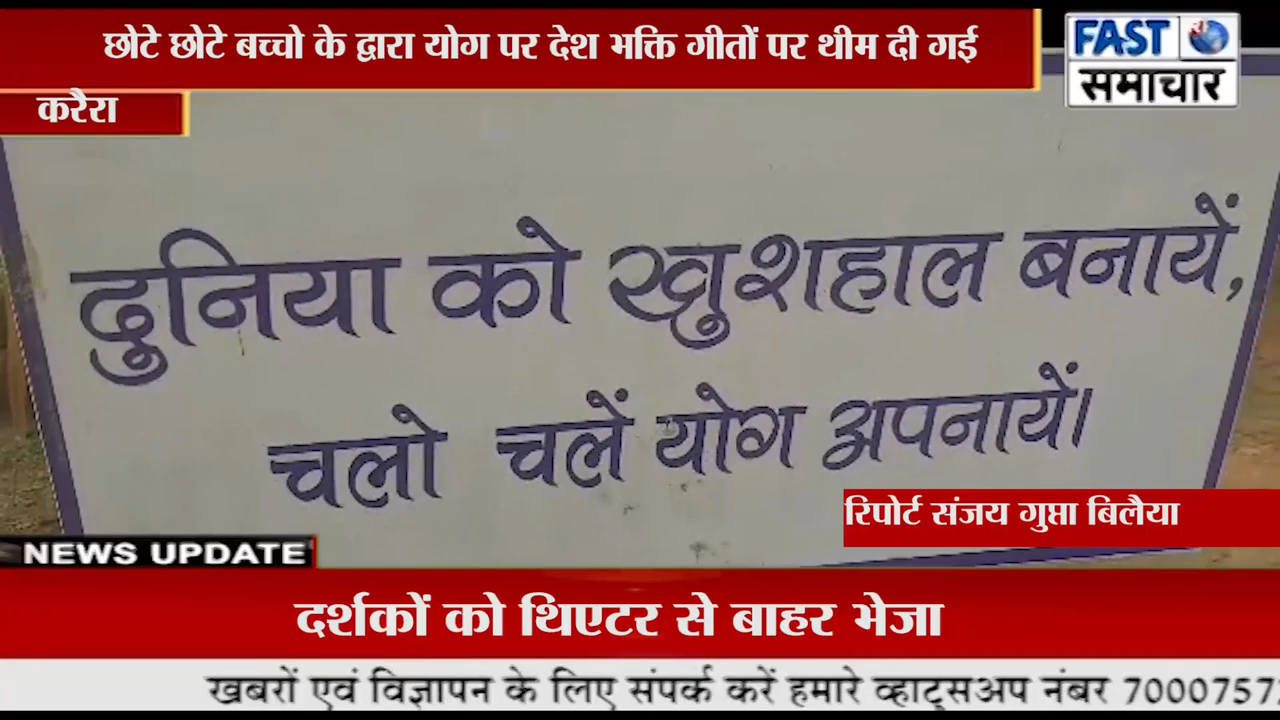 छोटे छोटे बच्चो के द्वारा योग पर देश भक्ति गीतों पर थीम दी गई
FAST
समाचार
करैरा
दुनिया को खुशहाल बनायें,
चलो चलें योग अपनायें।
रिपोर्ट संजय गुप्ता बिलैया
NEWS UPDATE
दर्शकों को थिएटर से बाहर भेजा
खबरों एवं विज्ञापन के लिए संपर्क करें हमारे व्हाट्सअप नंबर 7000757